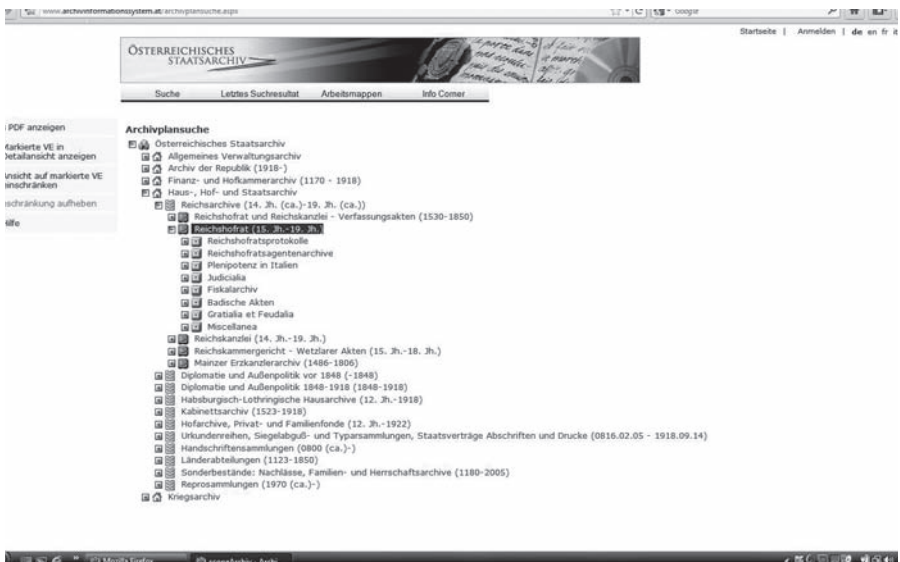 www.archivinformationssystem.at/archivplansuche.aspx
Google
Startseite | Anmelden | de en fr it
ÖSTERREICHISCHES
STAATSARCHIV
Suche Letztes Suchresultat Arbeitsmappen Info Corner
PDF anzeigen
Markierte VE in
Detailansicht anzeigen
Ansicht auf markierte VE
einschränken
nschränkung aufheben
Hilfe
Archivplansuche
Österreichisches Staatsarchiv
Allgemeines Verwaltungsarchiv
Archiv der Republik (1918-)
Finanz- und Hofkammerarchiv (1170 - 1918)
Haus-, Hof- und Staatsarchiv
Reichsarchive (14. Jh. (ca.)-19. Jh. (ca.))
Reichshofrat und Reichskanzlei - Verfassungsakten (1530-1850)
Reichshofrat (15. Jh.-19. Jh.)
Reichshofratsprotokolle
Reichshofratsagentenarchive
Plenipotenz in Italien
Judicialia
Fiskalarchiv
Badische Akten
Gratialia et Feudalia
Miscellanea
Reichskanzlei (14. Jh.-19. Jh.)
Reichskammergericht - Wetzlarer Akten (15. Jh.-18. Jh.)
Mainzer Erzkanzlerarchiv (1486-1806)
Diplomatie und Außenpolitik vor 1848 (-1848)
Diplomatie und Außenpolitik 1848-1918 (1848-1918)
Habsburgisch-Lothringische Hausarchive (12. Jh.-1918)
Kabinettsarchiv (1523-1918)
Hofarchive, Privat- und Familienfonde (12. Jh.-1922)
Urkundenreihen, Siegelabguß- und Typarsammlungen, Staatsverträge Abschriften und Drucke (0816.02.05 - 1918.09.14)
Handschriftensammlungen (0800 (ca.)-)
Länderabteilungen (1123-1850)
Sonderbestände: Nachlässe, Familien- und Herrschaftsarchive (1180-2005)
Reprosammlungen (1970 (ca.)-)
Kriegsarchiv
Mozilla Firefox
scopeArchiv - Archi